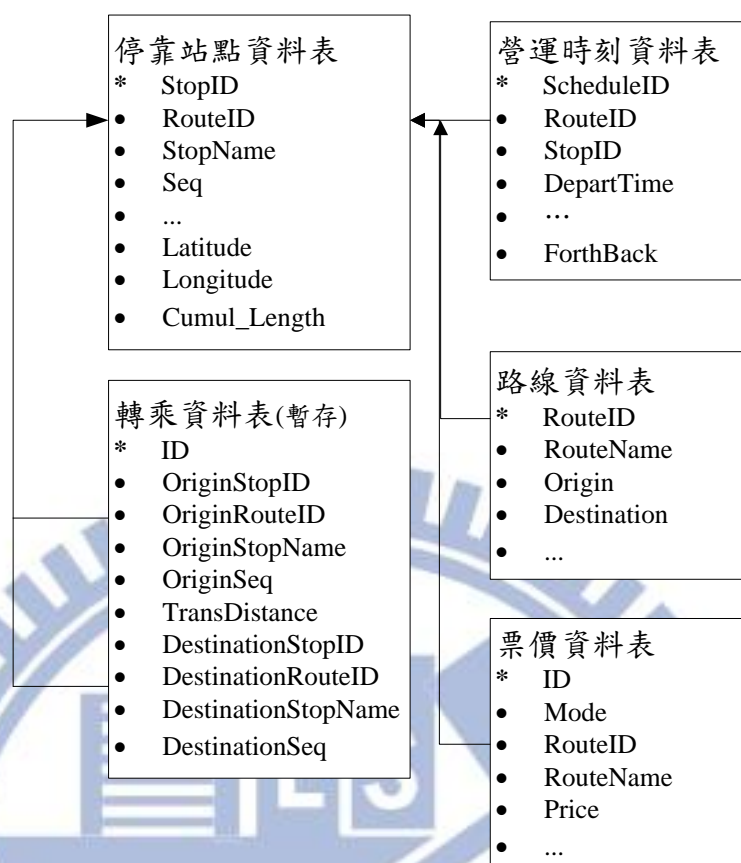 停靠站點資料表
* StopID
• RouteID
• StopName
• Seq
• ...
• Latitude
• Longitude
• Cumul_Length
轉乘資料表(暫存)
* ID
• OriginStopID
• OriginRouteID
• OriginStopName
• OriginSeq
• TransDistance
• DestinationStopID
• DestinationRouteID
• DestinationStopName
• DestinationSeq
營運時刻資料表
* ScheduleID
• RouteID
• StopID
• DepartTime
• …
• ForthBack
路線資料表
* RouteID
• RouteName
• Origin
• Destination
• ...
票價資料表
* ID
• Mode
• RouteID
• RouteName
• Price
• ...